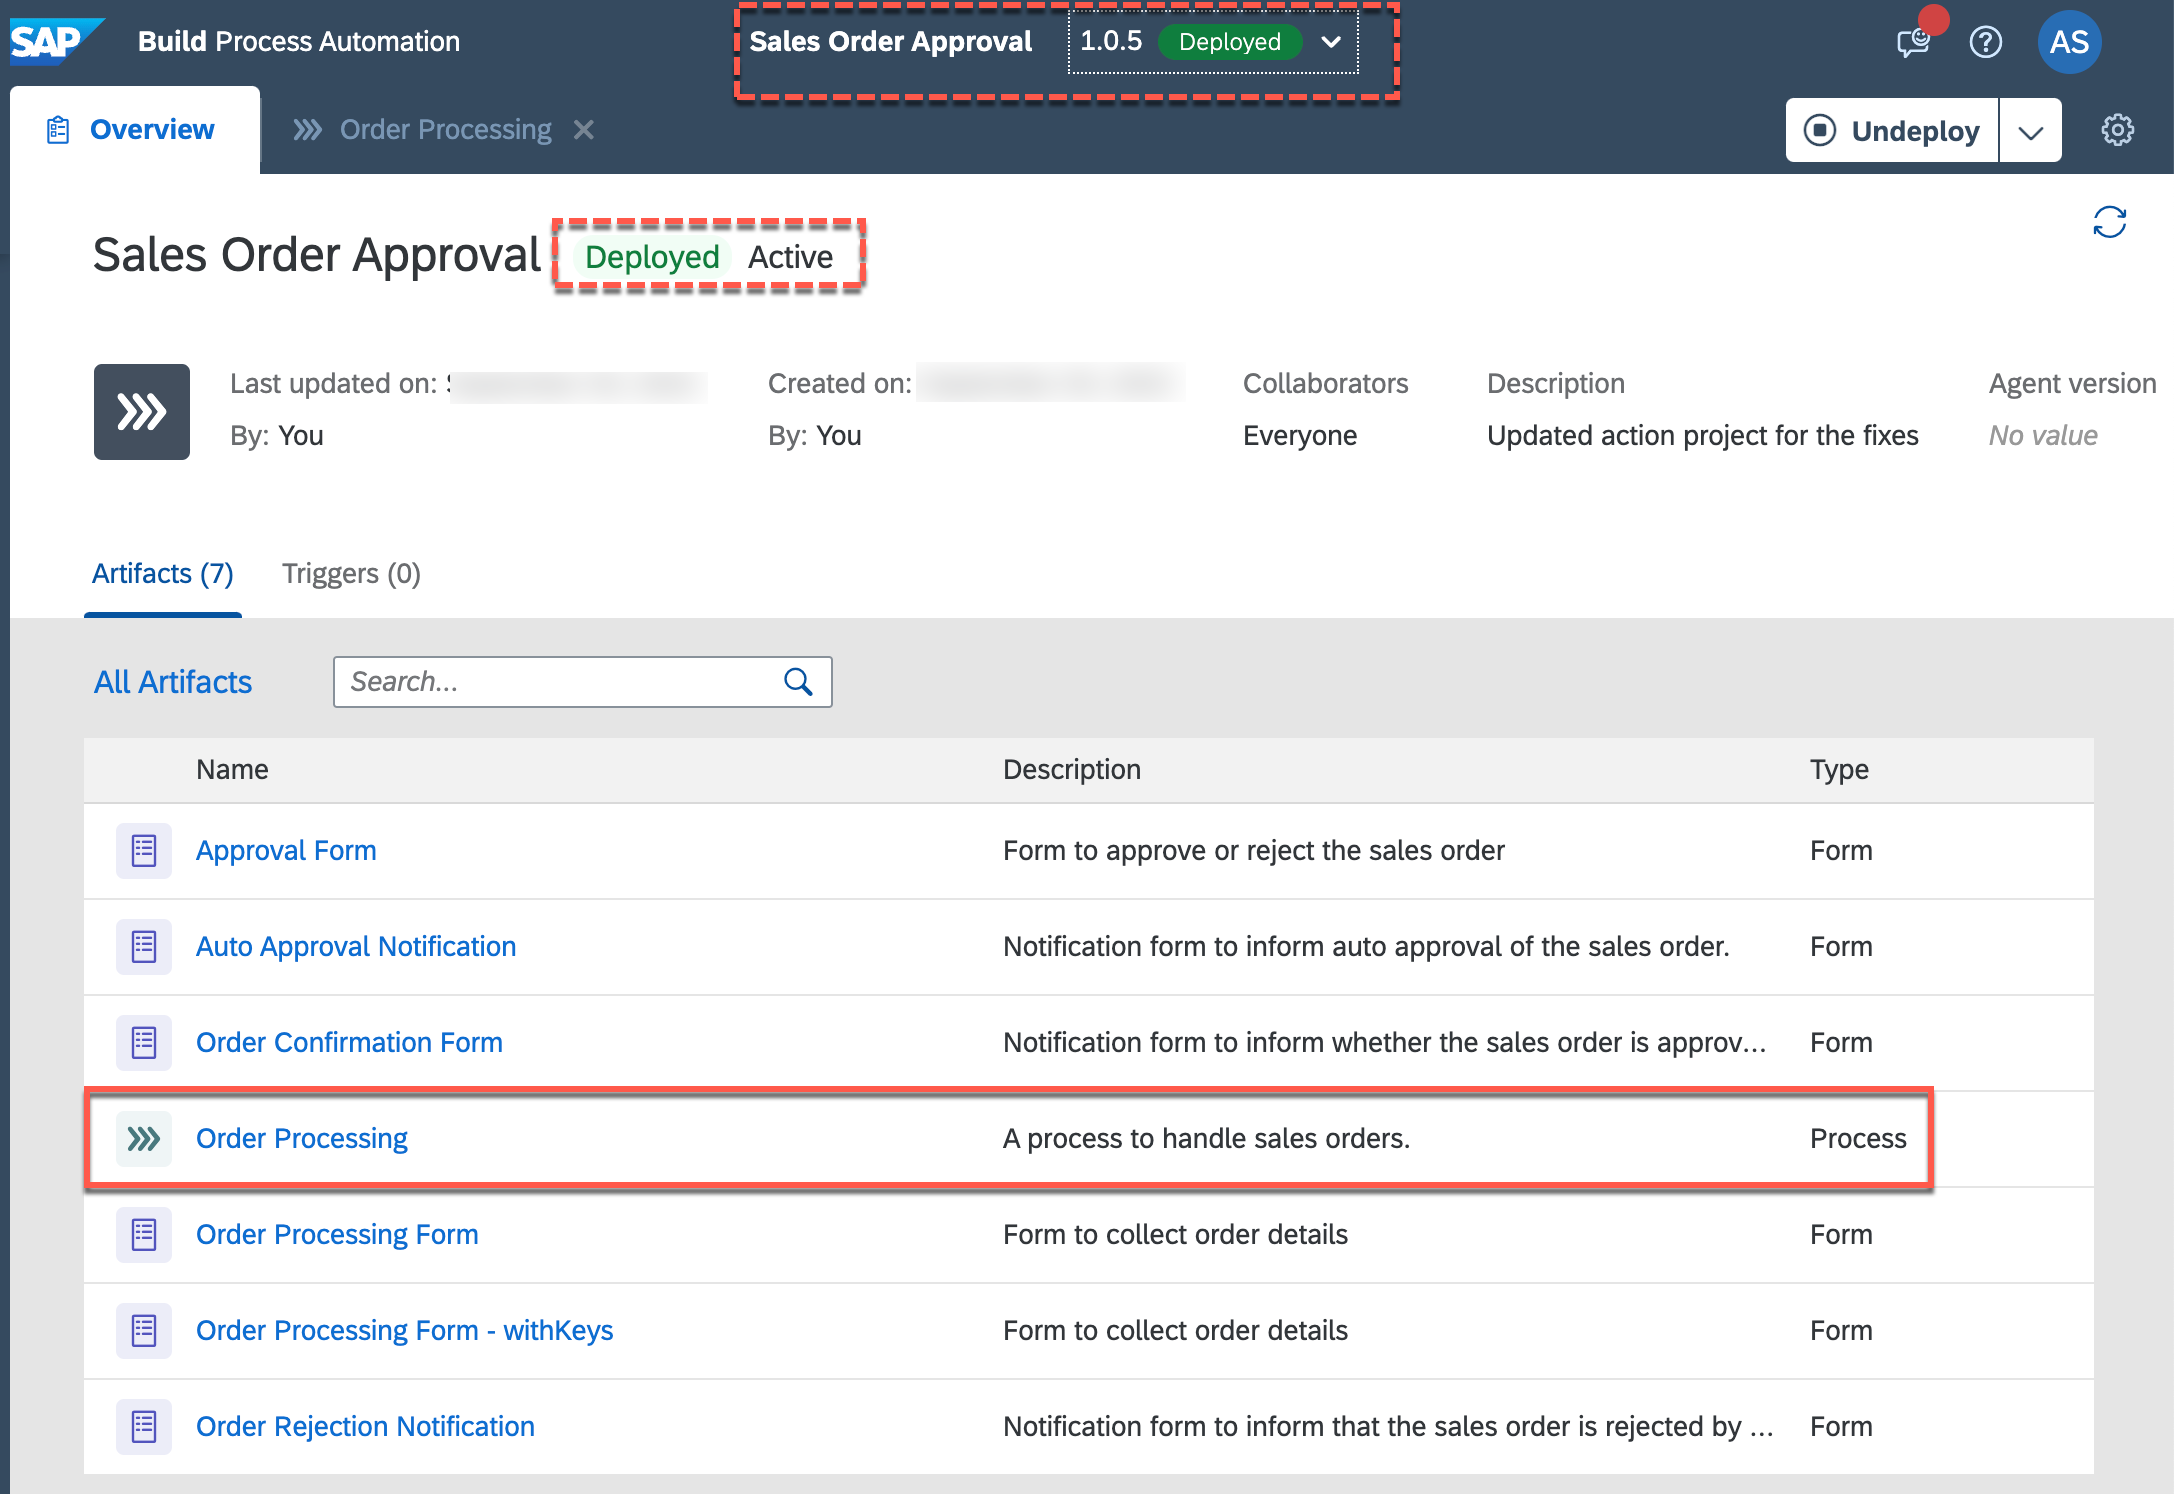 SAP Build Process Automation Sales Order Approval 1.0.5 Deployed AS
Overview Order Processing Undeploy
Sales Order Approval Deployed Active
Last updated on: Created on: Collaborators Description Agent version
By: You By: You Everyone Updated action project for the fixes No value
Artifacts (7) Triggers (0)
All Artifacts Search...
Name Description Type
Approval Form Form to approve or reject the sales order Form
Auto Approval Notification Notification form to inform auto approval of the sales order. Form
Order Confirmation Form Notification form to inform whether the sales order is approv... Form
Order Processing A process to handle sales orders. Process
Order Processing Form Form to collect order details Form
Order Processing Form - withKeys Form to collect order details Form
Order Rejection Notification Notification form to inform that the sales order is rejected by ... Form